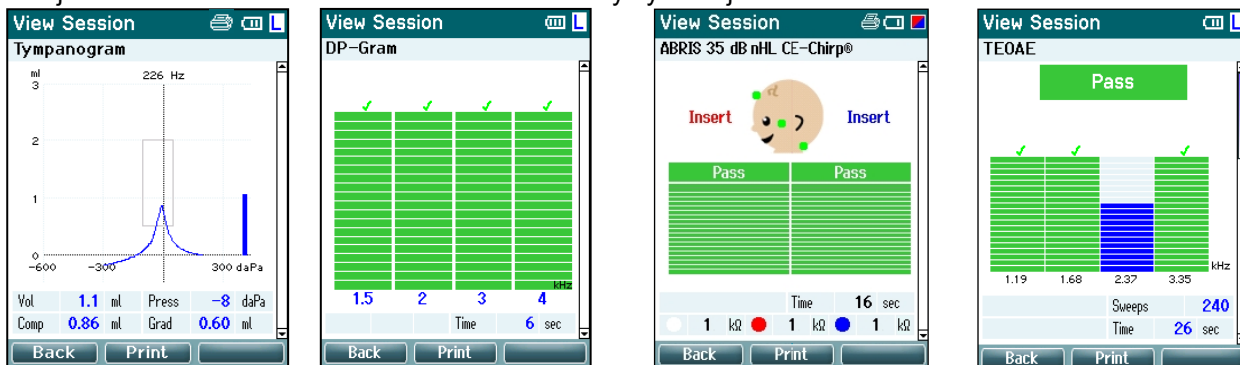 View Session L
Tympanogram
ml
226 Hz
3
2
1
0
-600 -300 300 daPa
Vol 1.1 ml Press -8 daPa
Comp 0.86 ml Grad 0.60 ml
Back Print
View Session L
DP-Gram
kHz
1.5 2 3 4
Time 6 sec
Back Print
View Session
ABRIS 35 dB nHL CE-Chirp®
Insert Insert
Pass Pass
Time 16 sec
1 kΩ 1 kΩ 1 kΩ
Back Print
View Session L
TEOAE
Pass
kHz
1.19 1.68 2.37 3.35
Sweeps 240
Time 26 sec
Back Print